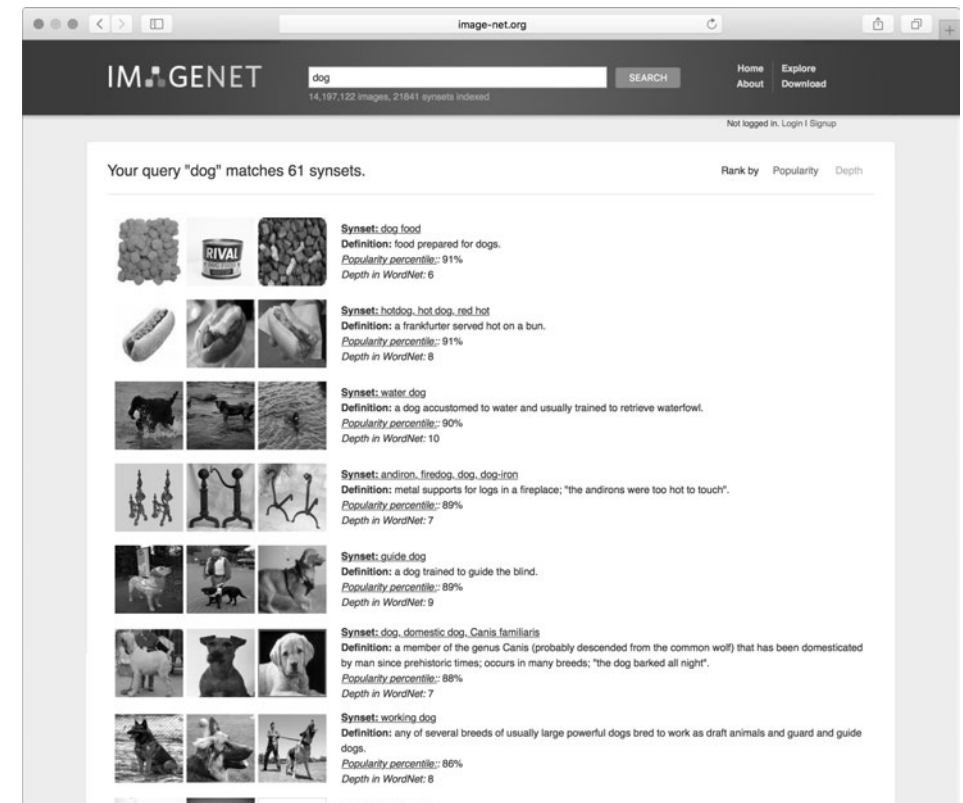 image-net.org
IMAGENET
dog
SEARCH
14,197,122 images, 21841 synsets indexed
Home Explore
About Download
Not logged in. Login I Signup
Your query "dog" matches 61 synsets.
Rank by Popularity Depth
Synset: dog food
Definition: food prepared for dogs.
Popularity percentile:: 91%
Depth in WordNet: 6
RIVAL
Synset: hotdog, hot dog, red hot
Definition: a frankfurter served hot on a bun.
Popularity percentile:: 91%
Depth in WordNet: 8
Synset: water dog
Definition: a dog accustomed to water and usually trained to retrieve waterfowl.
Popularity percentile:: 90%
Depth in WordNet: 10
Synset: andiron, firedog, dog, dog-iron
Definition: metal supports for logs in a fireplace; "the andirons were too hot to touch".
Popularity percentile:: 89%
Depth in WordNet: 7
Synset: guide dog
Definition: a dog trained to guide the blind.
Popularity percentile:: 89%
Depth in WordNet: 9
Synset: dog, domestic dog, Canis familiaris
Definition: a member of the genus Canis (probably descended from the common wolf) that has been domesticated
by man since prehistoric times; occurs in many breeds; "the dog barked all night".
Popularity percentile:: 88%
Depth in WordNet: 7
Synset: working dog
Definition: any of several breeds of usually large powerful dogs bred to work as draft animals and guard and guide
dogs.
Popularity percentile:: 86%
Depth in WordNet: 8